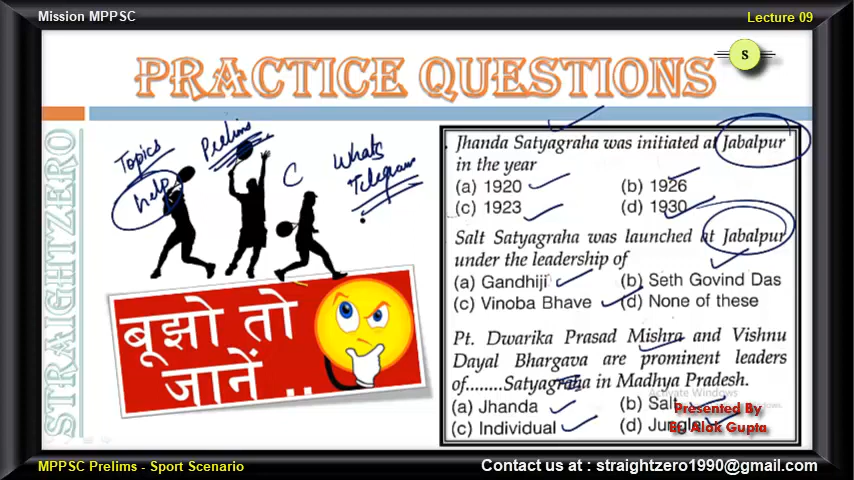 Mission MPPSC
Lecture 09
S
PRACTICE QUESTIONS
STRAIGHTZERO
Topics
help
Prelims
C
Whats
Telegram
बूझो तो
जानें ..
Jhanda Satyagraha was initiated at Jabalpur
in the year
(a) 1920 (b) 1926
(c) 1923 (d) 1930
Salt Satyagraha was launched at Jabalpur
under the leadership of
(a) Gandhiji (b) Seth Govind Das
(c) Vinoba Bhave (d) None of these
Pt. Dwarika Prasad Mishra and Vishnu
Dayal Bhargava are prominent leaders
of........Satyagraha in Madhya Pradesh.
(a) Jhanda (b) Salt
(c) Individual (d) Jungle
Activate Windows
Presented By
Er. Alok Gupta
MPPSC Prelims - Sport Scenario
Contact us at : straightzero1990@gmail.com